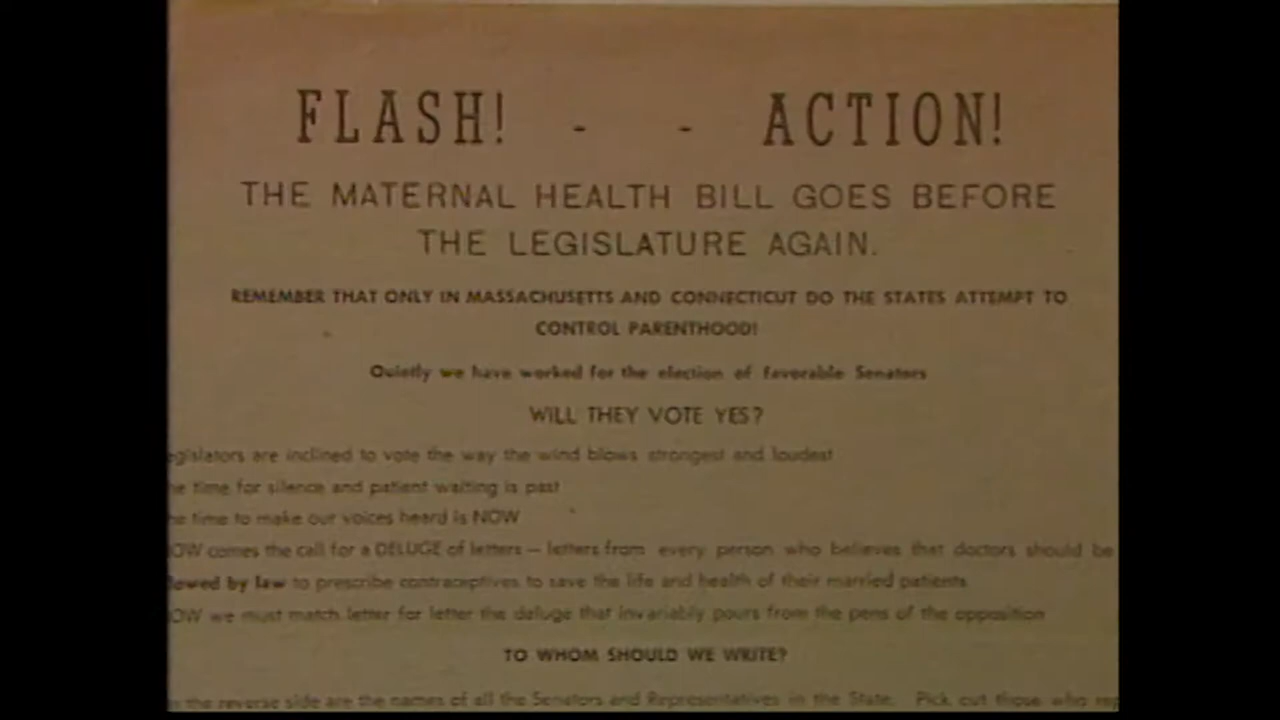 FLASH! - - ACTION!
THE MATERNAL HEALTH BILL GOES BEFORE
THE LEGISLATURE AGAIN.
REMEMBER THAT ONLY IN MASSACHUSETTS AND CONNECTICUT DO THE STATES ATTEMPT TO
CONTROL PARENTHOOD!
Quietly we have worked for the election of favorable Senators
WILL THEY VOTE YES?
egislators are inclined to vote the way the wind blows strongest and loudest
he time for silence and patient waiting is past
he time to make our voices heard is NOW
OW comes the call for a DELUGE of letters — letters from every person who believes that doctors should be
lowed by law to prescribe contraceptives to save the life and health of their married patients
OW we must match letter for letter the deluge that invariably pours from the pens of the opposition
TO WHOM SHOULD WE WRITE?
the reverse side are the names of all the Senators and Representatives in the State. Pick out those who rep